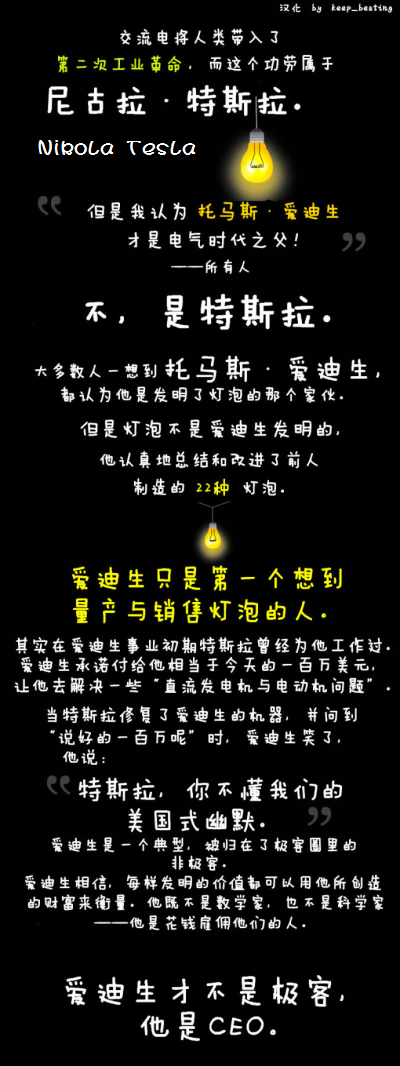 汉化 by keep_beating
交流电将人类带入了
第二次工业革命，而这个功劳属于
尼古拉·特斯拉。
Nikola Tesla
“但是我认为 托马斯·爱迪生
才是电气时代之父！”
——所有人
不，是特斯拉。
大多数人一想到托马斯·爱迪生，
都认为他是发明了灯泡的那个家伙。
但是灯泡不是爱迪生发明的，
他认真地总结和改进了前人
制造的 22种 灯泡。
爱迪生只是第一个想到
量产与销售灯泡的人。
其实在爱迪生事业初期特斯拉曾经为他工作过。
爱迪生承诺付给他相当于今天的一百万美元，
让他去解决一些“直流发电机与电动机问题”。
当特斯拉修复了爱迪生的机器，并问到
“说好的一百万呢”时，爱迪生笑了，
他说：
“特斯拉，你不懂我们的
美国式幽默。”
爱迪生是一个典型，被归在了极客圈里的
非极客。
爱迪生相信，每样发明的价值都可以用他所创造
的财富来衡量。他既不是数学家，也不是科学家
——他是花钱雇佣他们的人。
爱迪生才不是极客，
他是CEO。